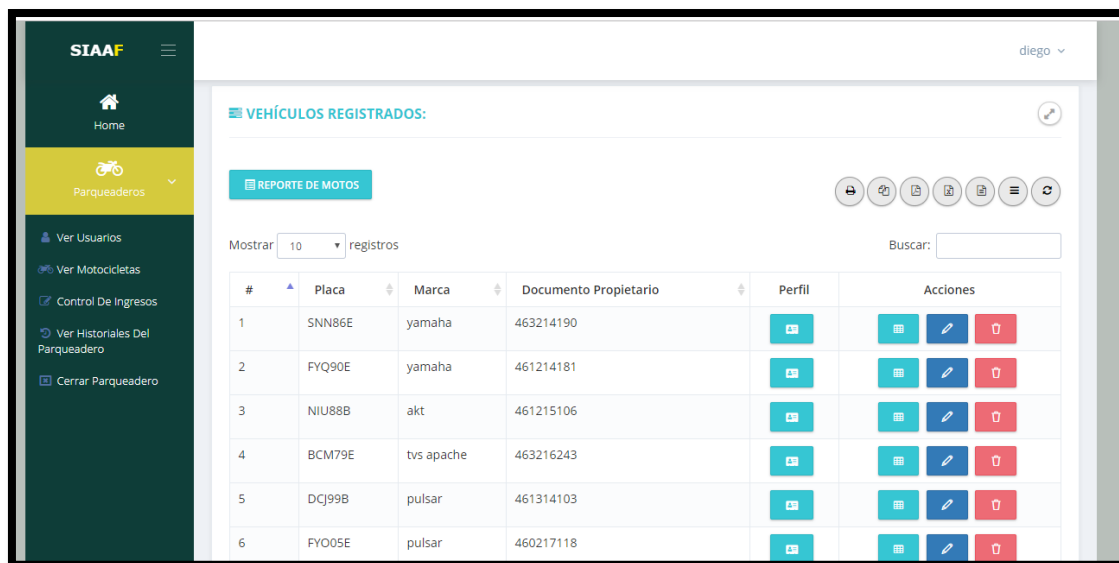 SIAAF
diego
Home
Parqueaderos
Ver Usuarios
Ver Motocicletas
Control De Ingresos
Ver Historiales Del
Parqueadero
Cerrar Parqueadero
VEHÍCULOS REGISTRADOS:
REPORTE DE MOTOS
Mostrar 10 registros
Buscar:
# Placa Marca Documento Propietario Perfil Acciones
1 SNN86E yamaha 463214190
2 FYQ90E yamaha 461214181
3 NIU88B akt 461215106
4 BCM79E tvs apache 463216243
5 DCJ99B pulsar 461314103
6 FYO05E pulsar 460217118